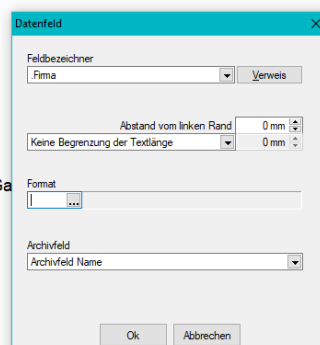 Datenfeld
Feldbezeichner
.Firma
Verweis
Abstand vom linken Rand 0 mm
Keine Begrenzung der Textlänge 0 mm
Ga
Format
...
Archivfeld
Archivfeld Name
Ok Abbrechen